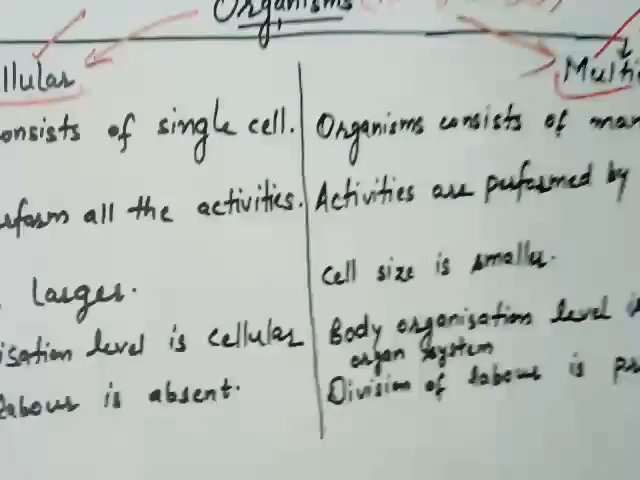 Organisms
llular
Multi
onsists of single cell.
Organisms consists of man
rform all the activities.
Activities are performed by
larger.
Cell size is smaller.
isation level is cellular
Body organisation level is
organ system
labour is absent.
Division of labour is pr